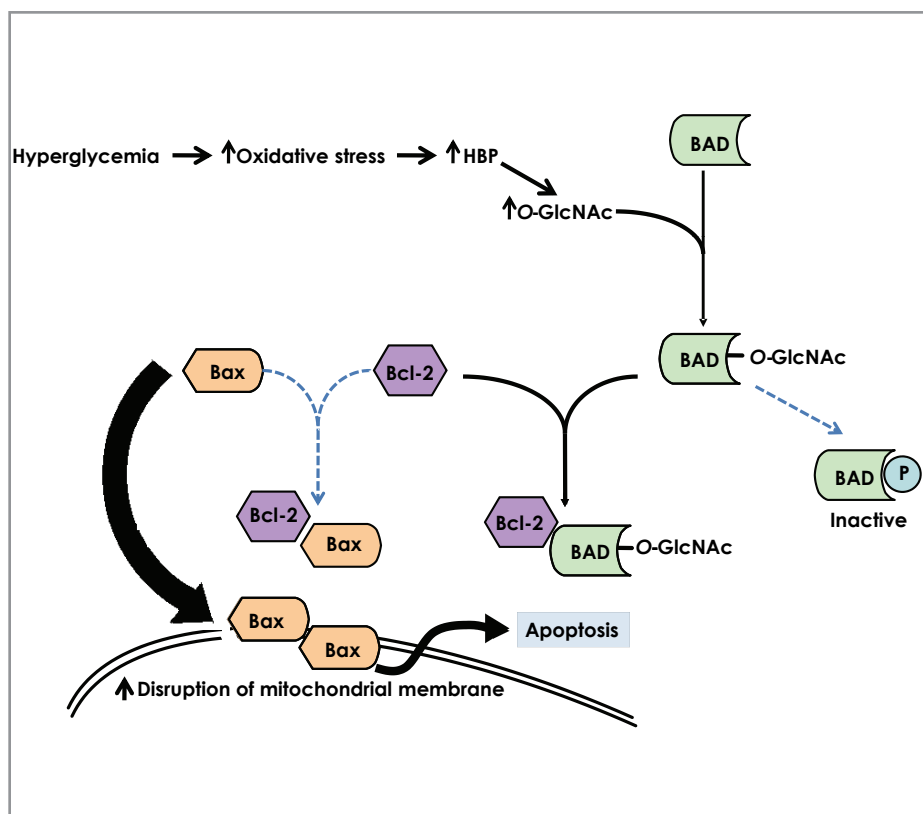 BAD
Hyperglycemia
↑Oxidative stress
↑HBP
↑O-GlcNAc
BAD
O-GlcNAc
Bax
Bcl-2
BAD
P
Inactive
Bcl-2
Bax
Bcl-2
BAD
O-GlcNAc
Bax
Bax
Apoptosis
↑ Disruption of mitochondrial membrane